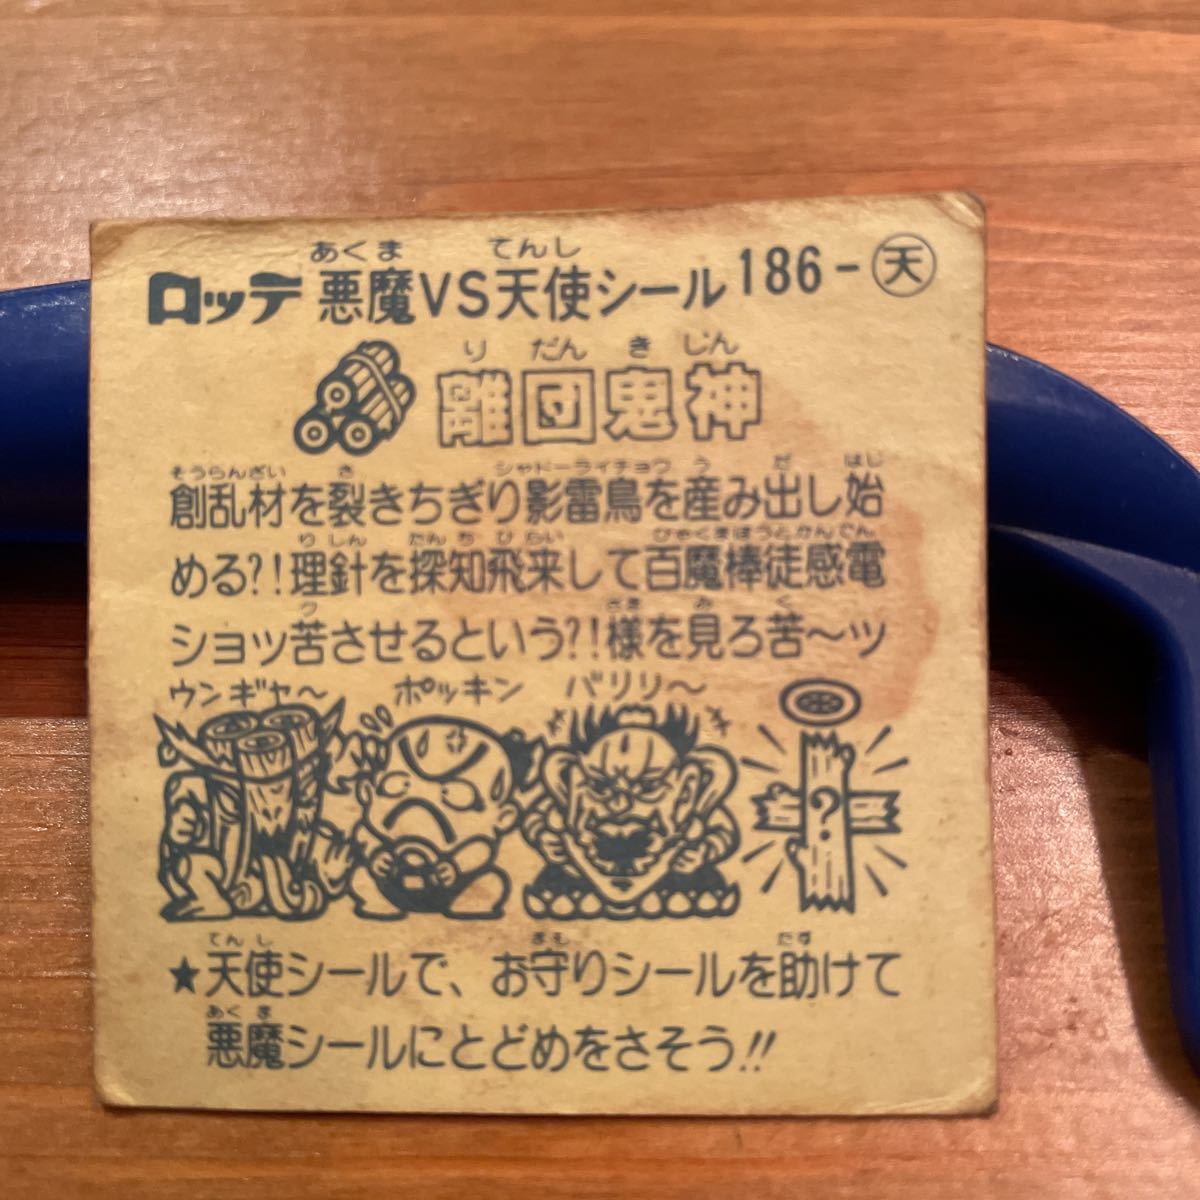 あくま てんし
ロッテ 悪魔VS天使シール 186-天
り だん き じん
離団鬼神
そうらんざい き シャドーライチョウ う だ はじ
創乱材を裂きちぎり影雷鳥を産み出し始
りしん たんち ひらい ひゃくまぼうとかんでん
める?!理針を探知飛来して百魔棒徒感電
ク ざま み く
ショッ苦させるという?!様を見ろ苦〜ッ
ウンギャ〜 ポッキン バリリ〜
?
てんし まも たす
★天使シールで、お守りシールを助けて
あくま
悪魔シールにとどめをさそう!!